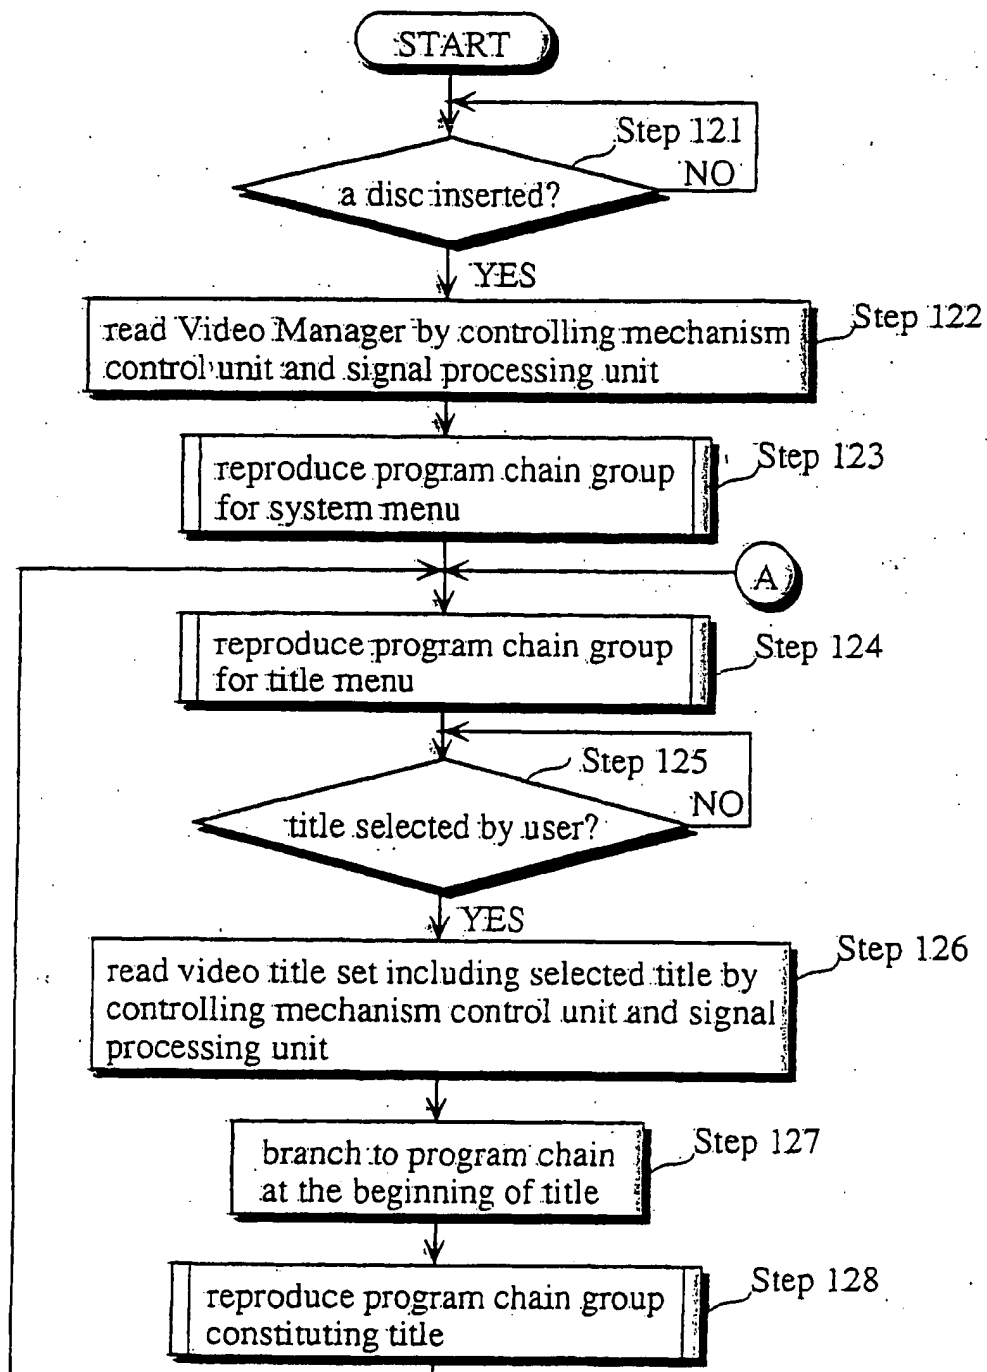 START
Step 121
NO
a disc inserted?
YES
read Video Manager by controlling mechanism
control unit and signal processing unit
Step 122
reproduce program chain group
for system menu
Step 123
A
reproduce program chain group
for title menu
Step 124
Step 125
NO
title selected by user?
YES
read video title set including selected title by
controlling mechanism control unit and signal
processing unit
Step 126
branch to program chain
at the beginning of title
Step 127
reproduce program chain group
constituting title
Step 128